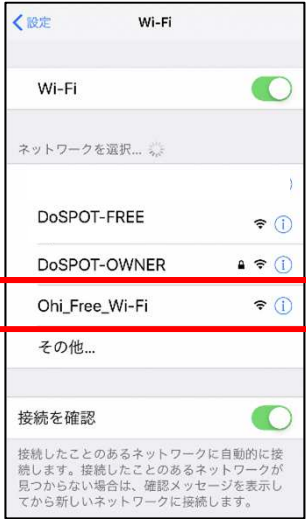 設定
Wi-Fi
Wi-Fi
ネットワークを選択...
DoSPOT-FREE
DoSPOT-OWNER
Ohi_Free_Wi-Fi
その他...
接続を確認
接続したことのあるネットワークに自動的に接
続します。接続したことのあるネットワークが
見つからない場合は、確認メッセージを表示し
てから新しいネットワークに接続します。